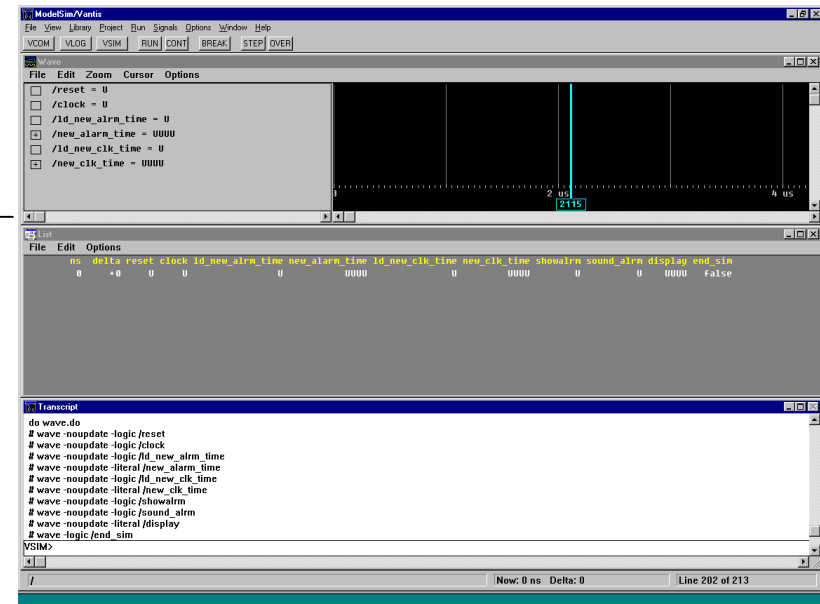 ModelSim/Vantis
File View Library Project Run Signals Options Window Help
VCOM VLOG VSIM RUN CONT BREAK STEP OVER
Wave
File Edit Zoom Cursor Options
/reset = U
/clock = U
/ld_new_alrm_time = U
/new_alarm_time = UUUU
/ld_new_clk_time = U
/new_clk_time = UUUU
2 us 4 us
2115
List
File Edit Options
ns delta reset clock ld_new_alrm_time new_alarm_time ld_new_clk_time new_clk_time showalrm sound_alrm display end_sim
0 +0 U U U UUUU U UUUU U U UUUU false
Transcript
do wave.do
# wave -noupdate -logic /reset
# wave -noupdate -logic /clock
# wave -noupdate -logic /ld_new_alrm_time
# wave -noupdate -literal /new_alarm_time
# wave -noupdate -logic /ld_new_clk_time
# wave -noupdate -literal /new_clk_time
# wave -noupdate -logic /showalrm
# wave -noupdate -logic /sound_alrm
# wave -noupdate -literal /display
# wave -logic /end_sim
VSIM>
/ Now: 0 ns Delta: 0 Line 202 of 213